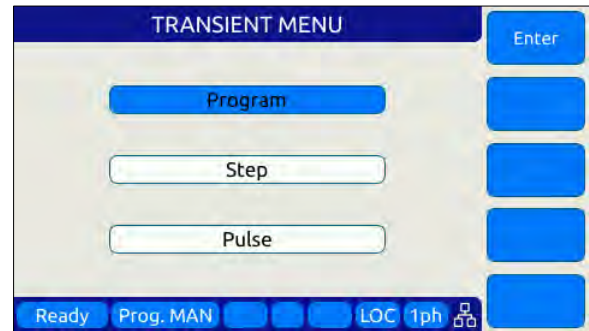 TRANSIENT MENU
Enter
Program
Step
Pulse
Ready Prog. MAN LOC 1ph